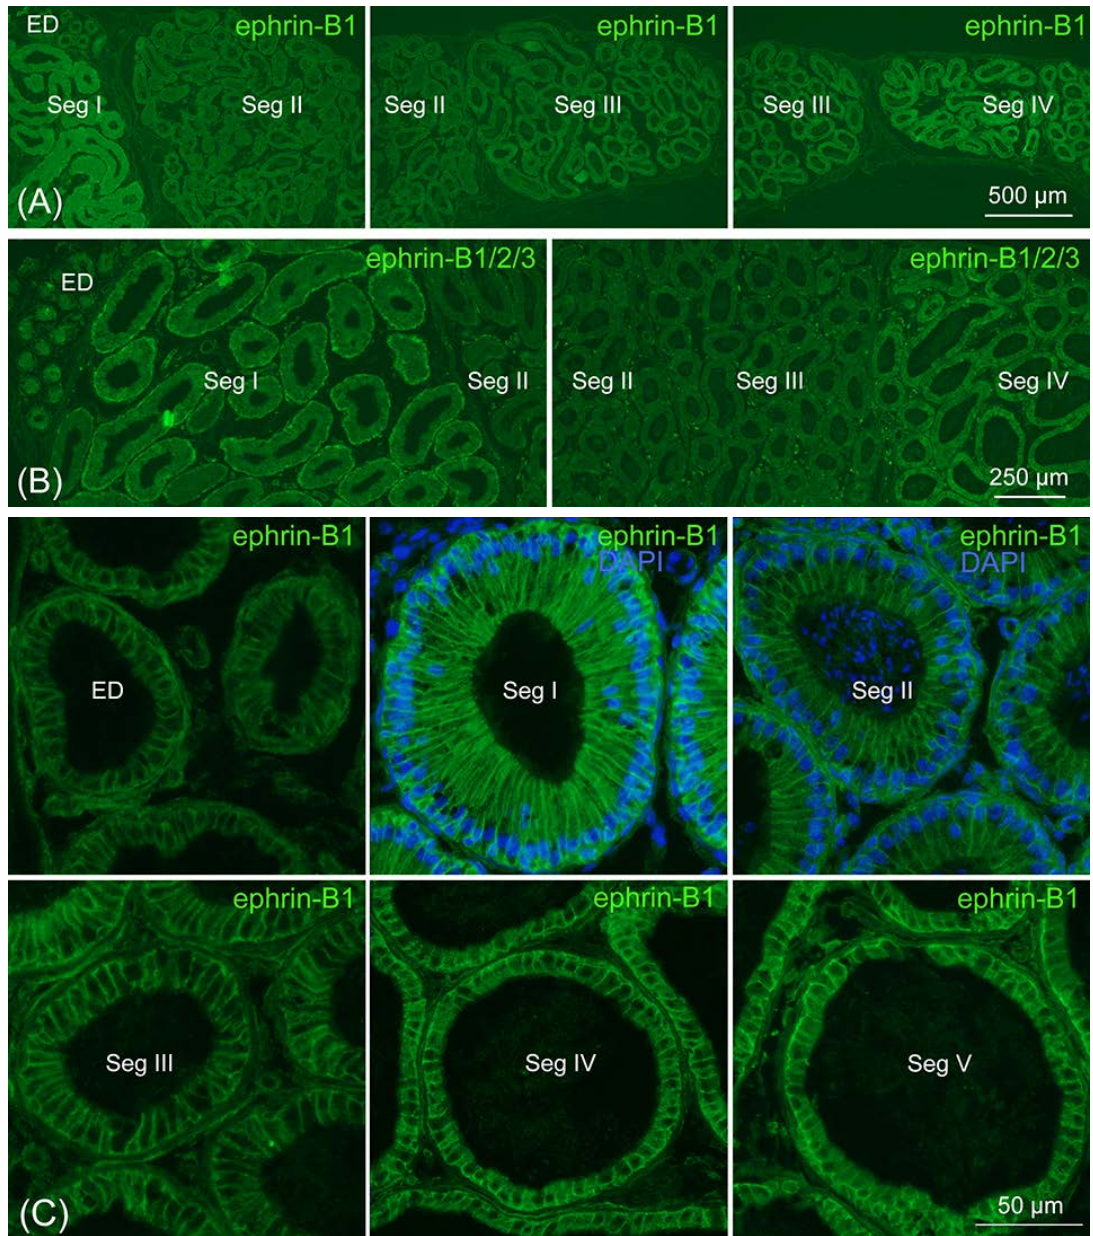 ED
ephrin-B1
Seg I
Seg II
ephrin-B1
Seg II
Seg III
ephrin-B1
Seg III
Seg IV
(A)
500 µm
ED
ephrin-B1/2/3
Seg I
Seg II
ephrin-B1/2/3
Seg II
Seg III
Seg IV
(B)
250 µm
ephrin-B1
ED
ephrin-B1
DAPI
Seg I
ephrin-B1
DAPI
Seg II
ephrin-B1
Seg III
ephrin-B1
Seg IV
ephrin-B1
Seg V
(C)
50 µm